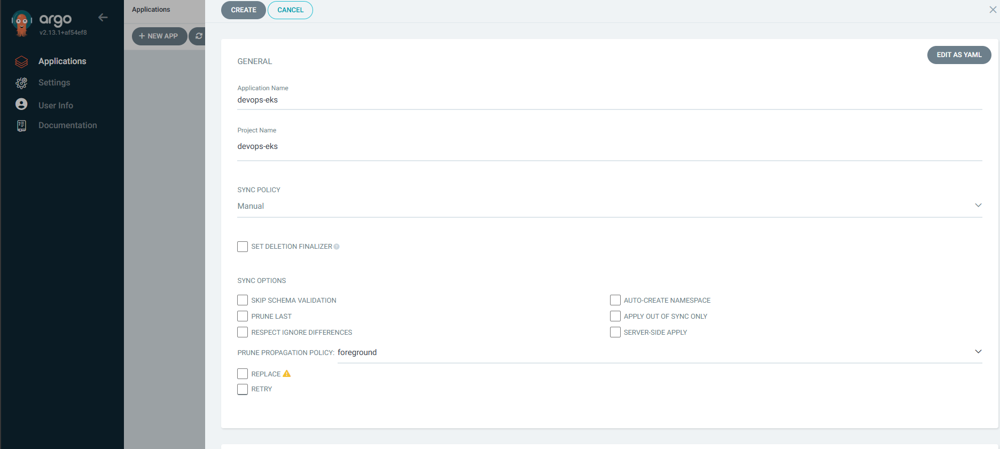 argo
v2.13.1+af54ef8
Applications
Settings
User Info
Documentation
Applications
+ NEW APP
CREATE
CANCEL
GENERAL
EDIT AS YAML
Application Name
devops-eks
Project Name
devops-eks
SYNC POLICY
Manual
SET DELETION FINALIZER
SYNC OPTIONS
SKIP SCHEMA VALIDATION
AUTO-CREATE NAMESPACE
PRUNE LAST
APPLY OUT OF SYNC ONLY
RESPECT IGNORE DIFFERENCES
SERVER-SIDE APPLY
PRUNE PROPAGATION POLICY: foreground
REPLACE
RETRY